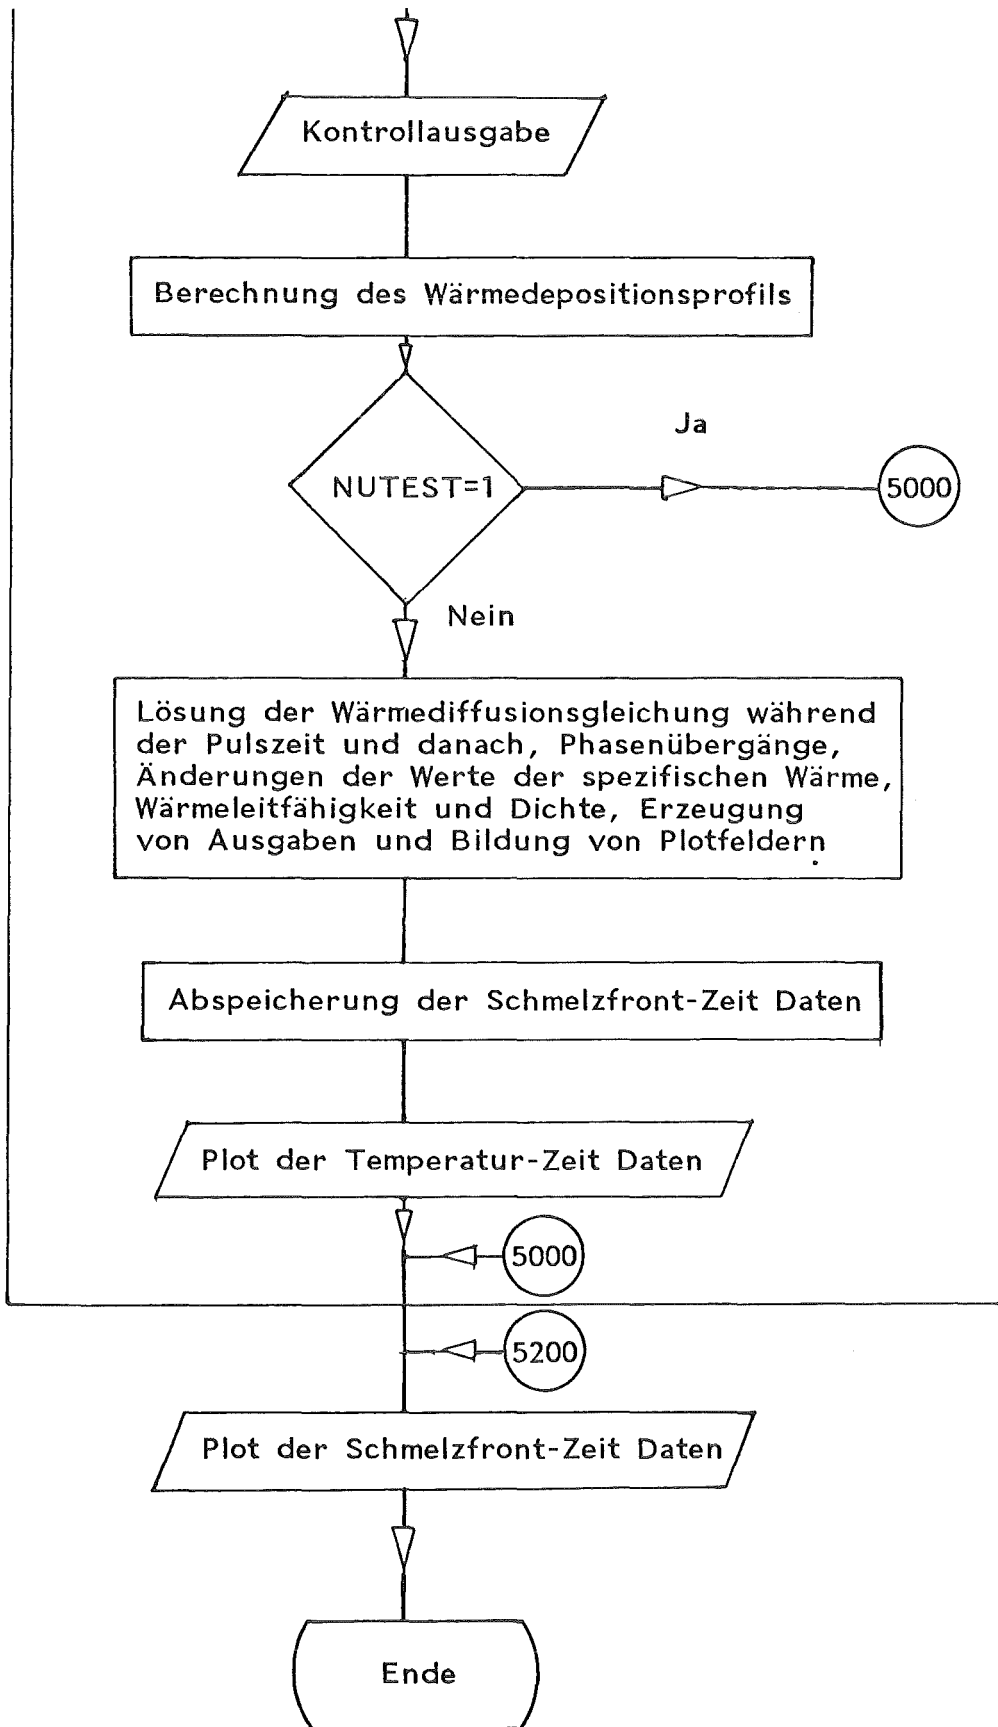 Kontrollausgabe
Berechnung des Wärmedepositionsprofils
Ja
NUTEST=1
5000
Nein
Lösung der Wärmediffusionsgleichung während
der Pulszeit und danach, Phasenübergänge,
Änderungen der Werte der spezifischen Wärme,
Wärmeleitfähigkeit und Dichte, Erzeugung
von Ausgaben und Bildung von Plotfeldern
Abspeicherung der Schmelzfront-Zeit Daten
Plot der Temperatur-Zeit Daten
5000
5200
Plot der Schmelzfront-Zeit Daten
Ende